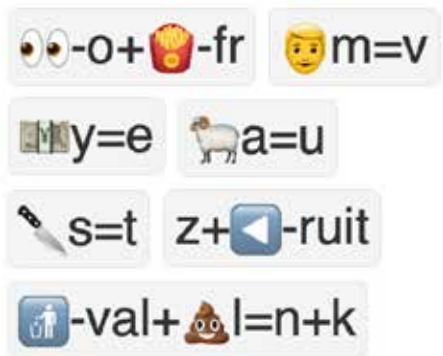 👀-o+🍟-fr 👨m=v
💴y=e 🐏a=u
🔪s=t z+◀️-ruit
🚮-val+💩l=n+k